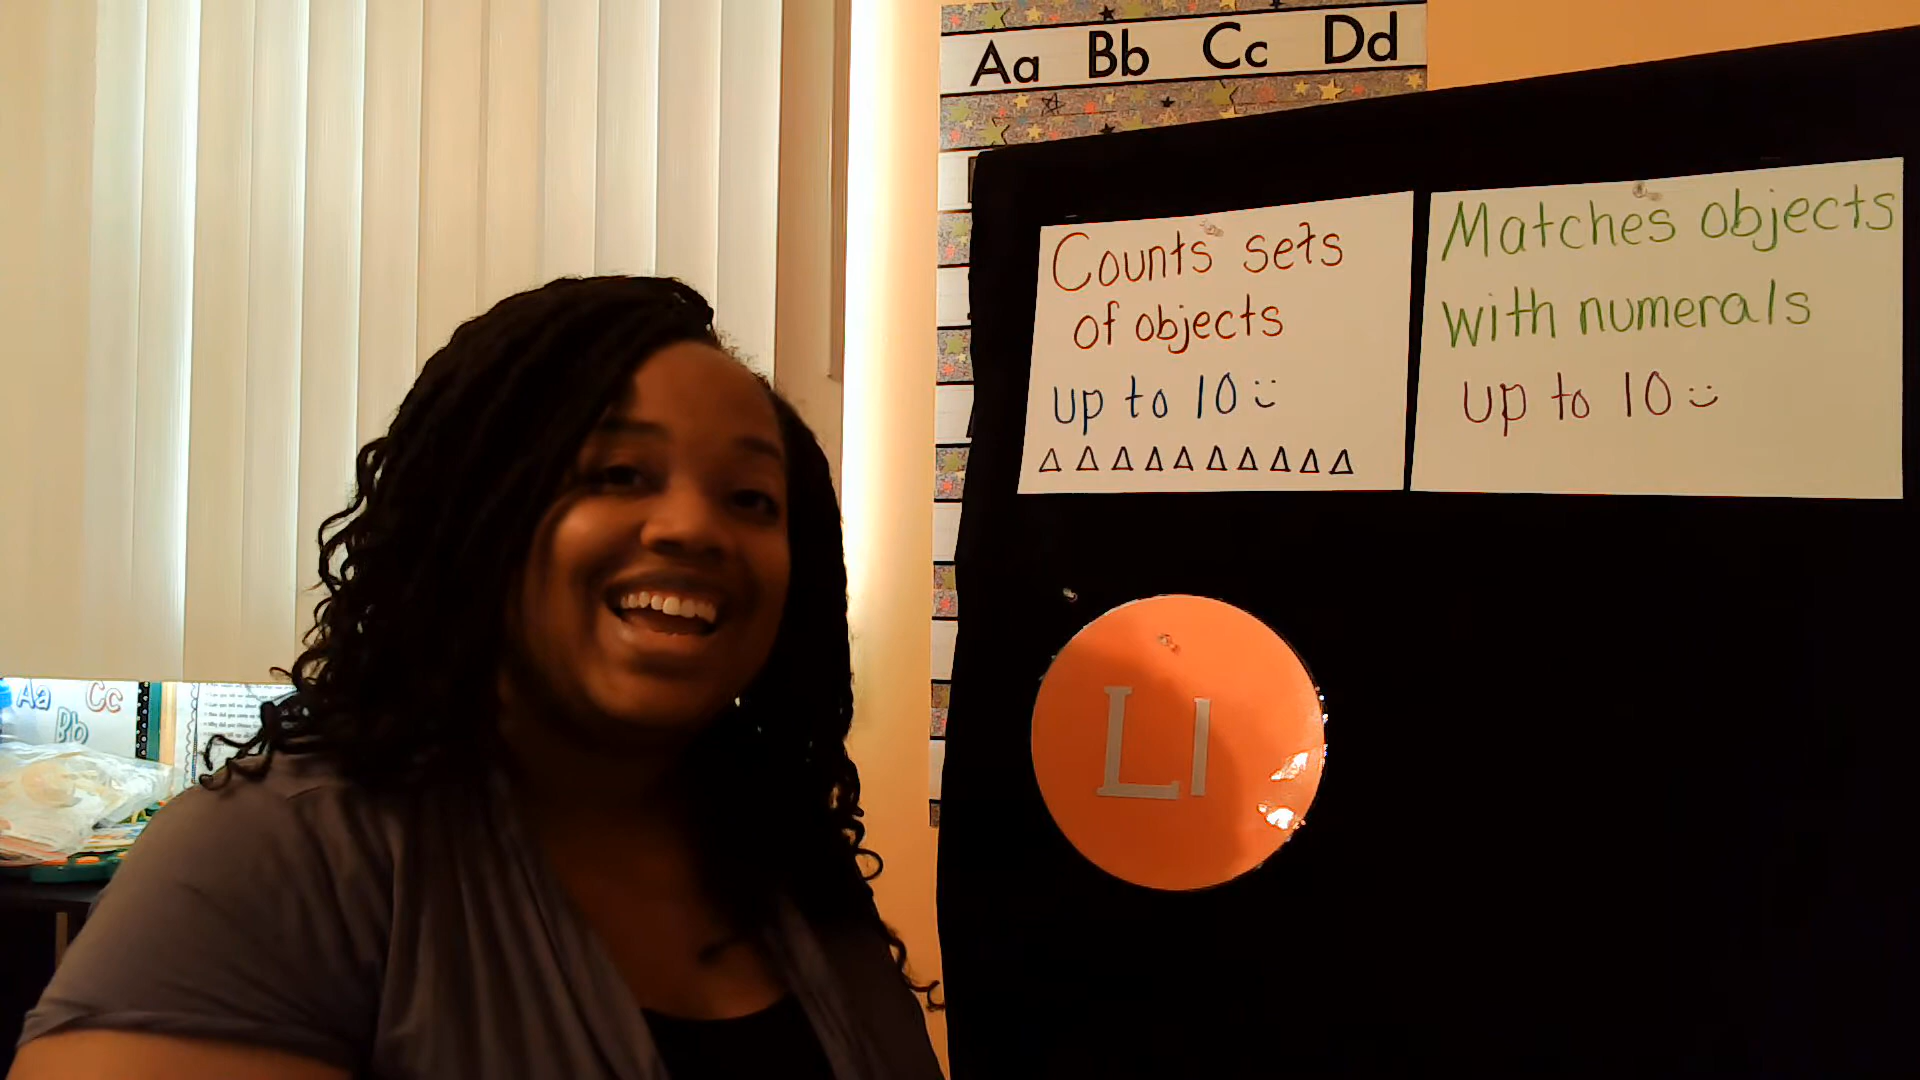 Aa Bb Cc Dd
Counts sets
of objects
up to 10
Matches objects
with numerals
up to 10
Ll
Aa Cc
Bb